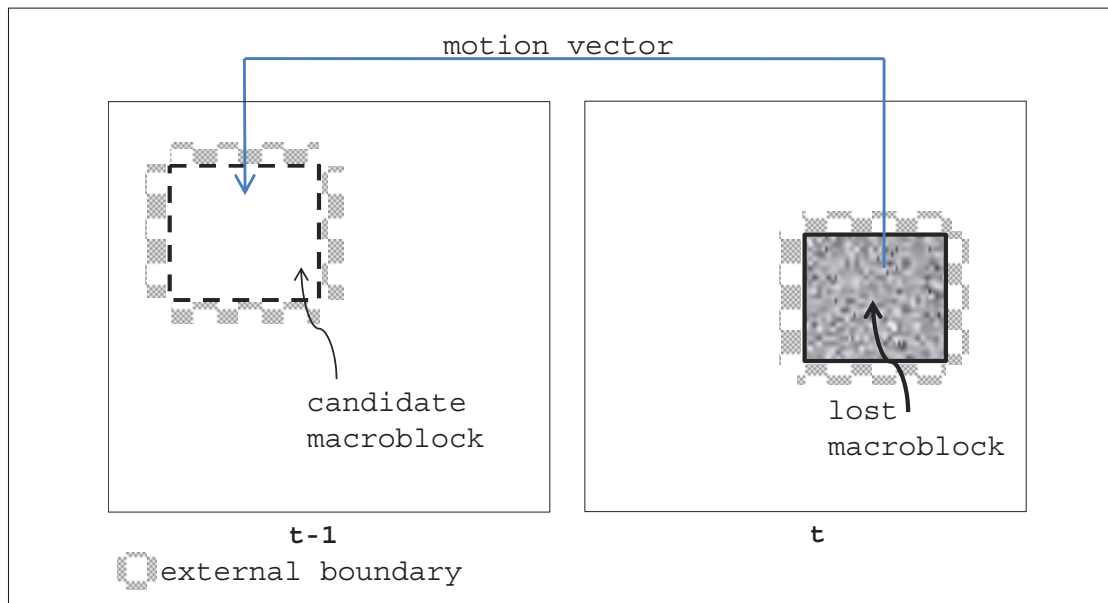 motion vector
candidate
macroblock
lost
macroblock
t-1
t
external boundary